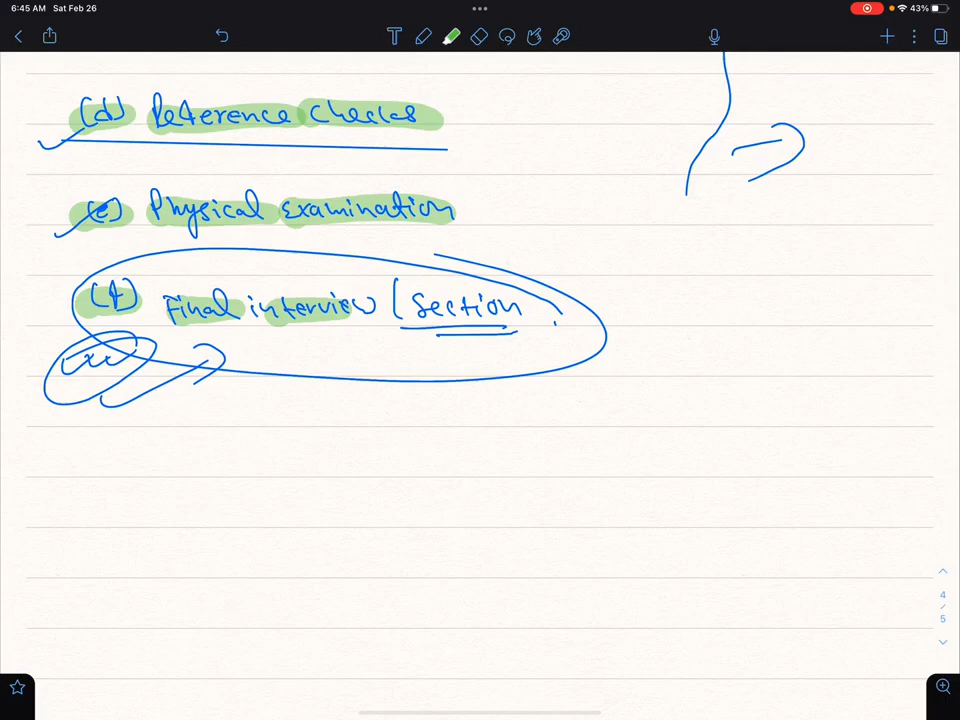 6:45 AM Sat Feb 26
43%
(d) Reference Checks
(e) Physical examination
(f) Final interview (Section
4
/
5